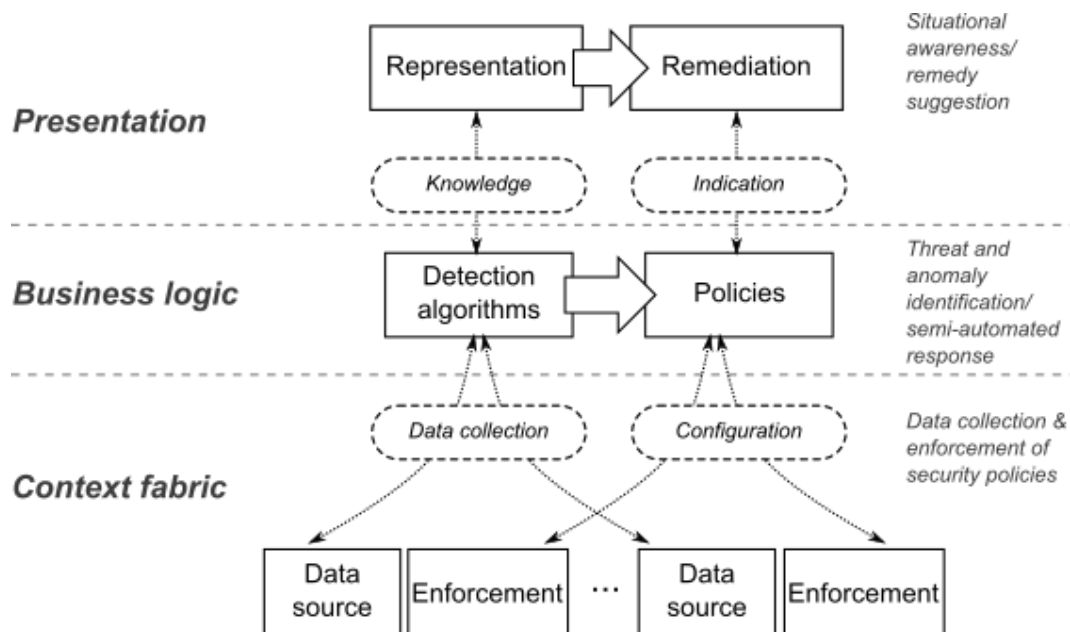 Representation
Remediation
Situational
awareness/
remedy
suggestion
Presentation
Knowledge
Indication
Business logic
Detection
algorithms
Policies
Threat and
anomaly
identification/
semi-automated
response
Data collection
Configuration
Data collection &
enforcement of
security policies
Context fabric
Data
source
Enforcement
...
Data
source
Enforcement